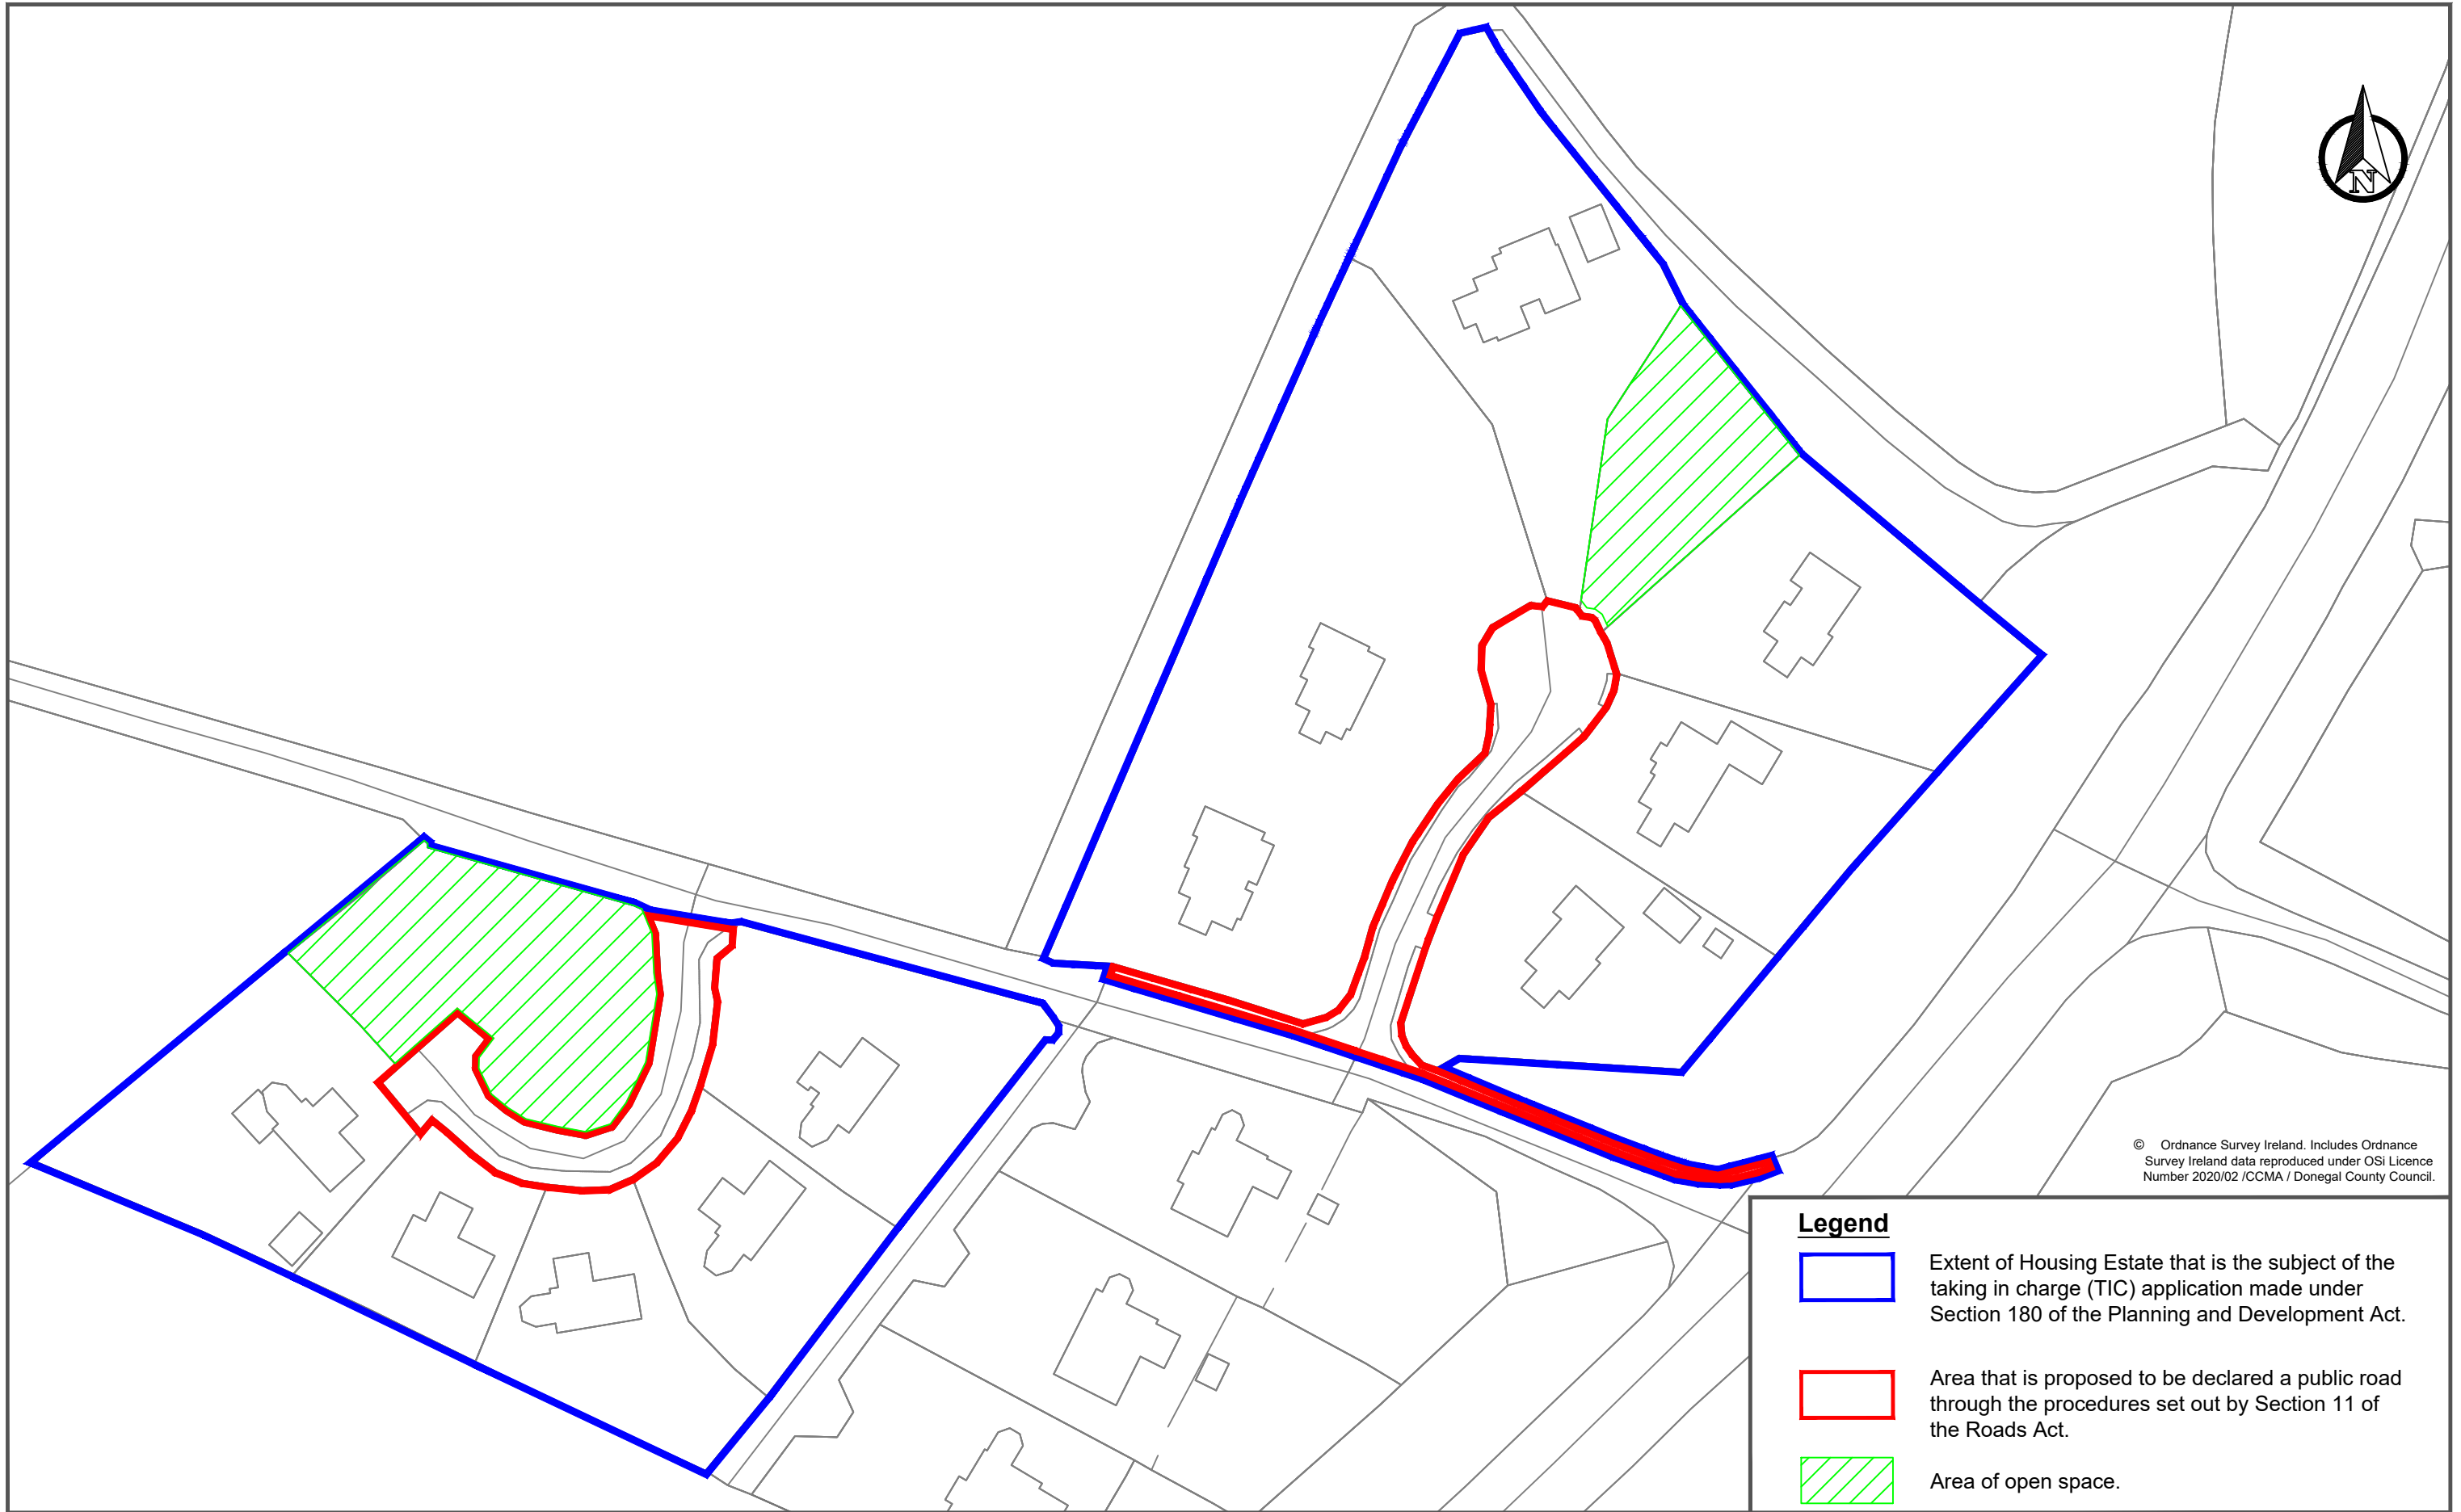 N
© Ordnance Survey Ireland. Includes Ordnance
Survey Ireland data reproduced under OSi Licence
Number 2020/02 /CCMA / Donegal County Council.
Legend
Extent of Housing Estate that is the subject of the
taking in charge (TIC) application made under
Section 180 of the Planning and Development Act.
Area that is proposed to be declared a public road
through the procedures set out by Section 11 of
the Roads Act.
Area of open space.